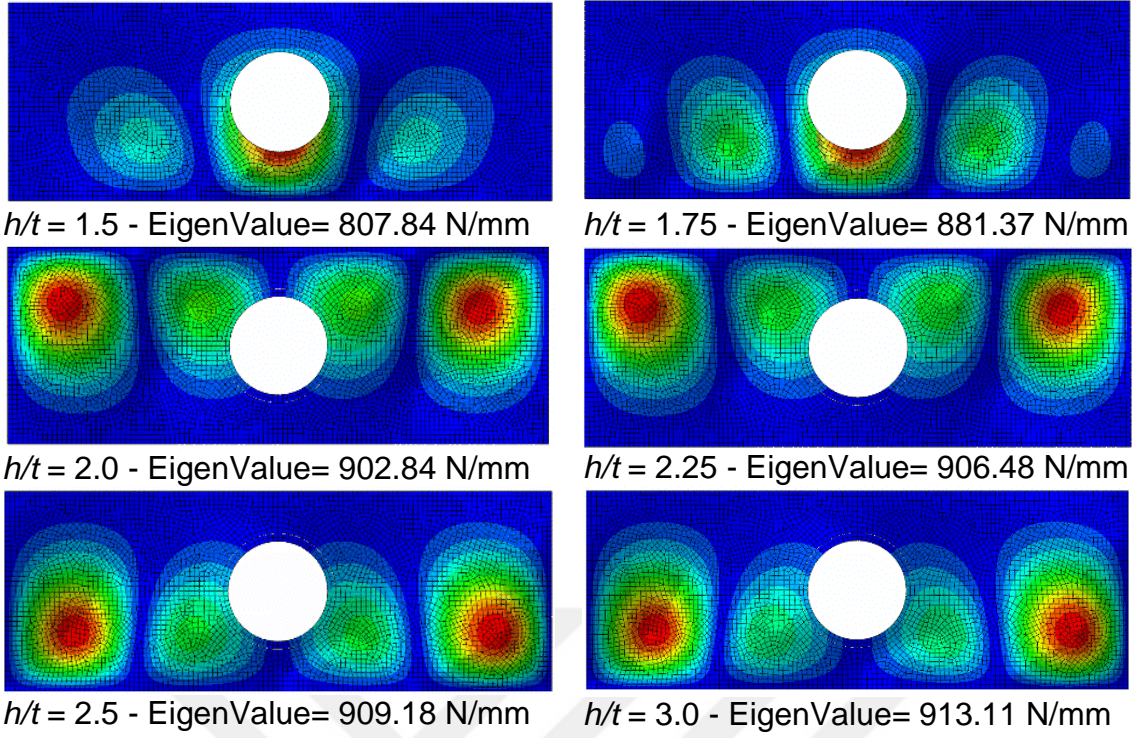 h/t = 1.5 - EigenValue= 807.84 N/mm
h/t = 1.75 - EigenValue= 881.37 N/mm
h/t = 2.0 - EigenValue= 902.84 N/mm
h/t = 2.25 - EigenValue= 906.48 N/mm
h/t = 2.5 - EigenValue= 909.18 N/mm
h/t = 3.0 - EigenValue= 913.11 N/mm